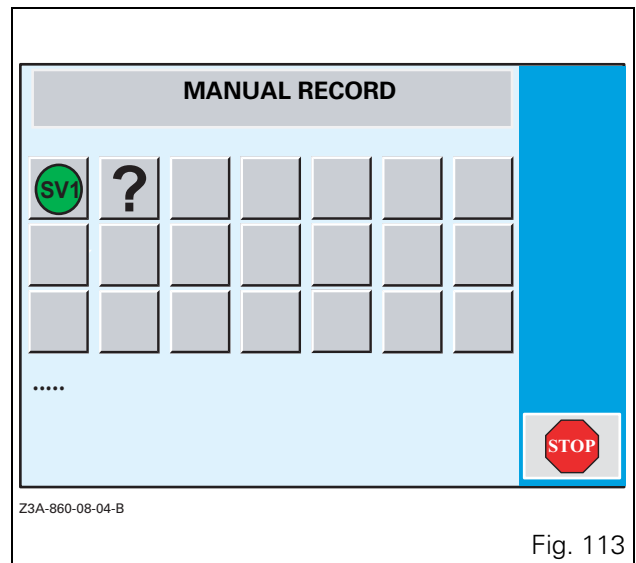 MANUAL RECORD
SV1 ?
.....
STOP
Z3A-860-08-04-B
Fig. 113